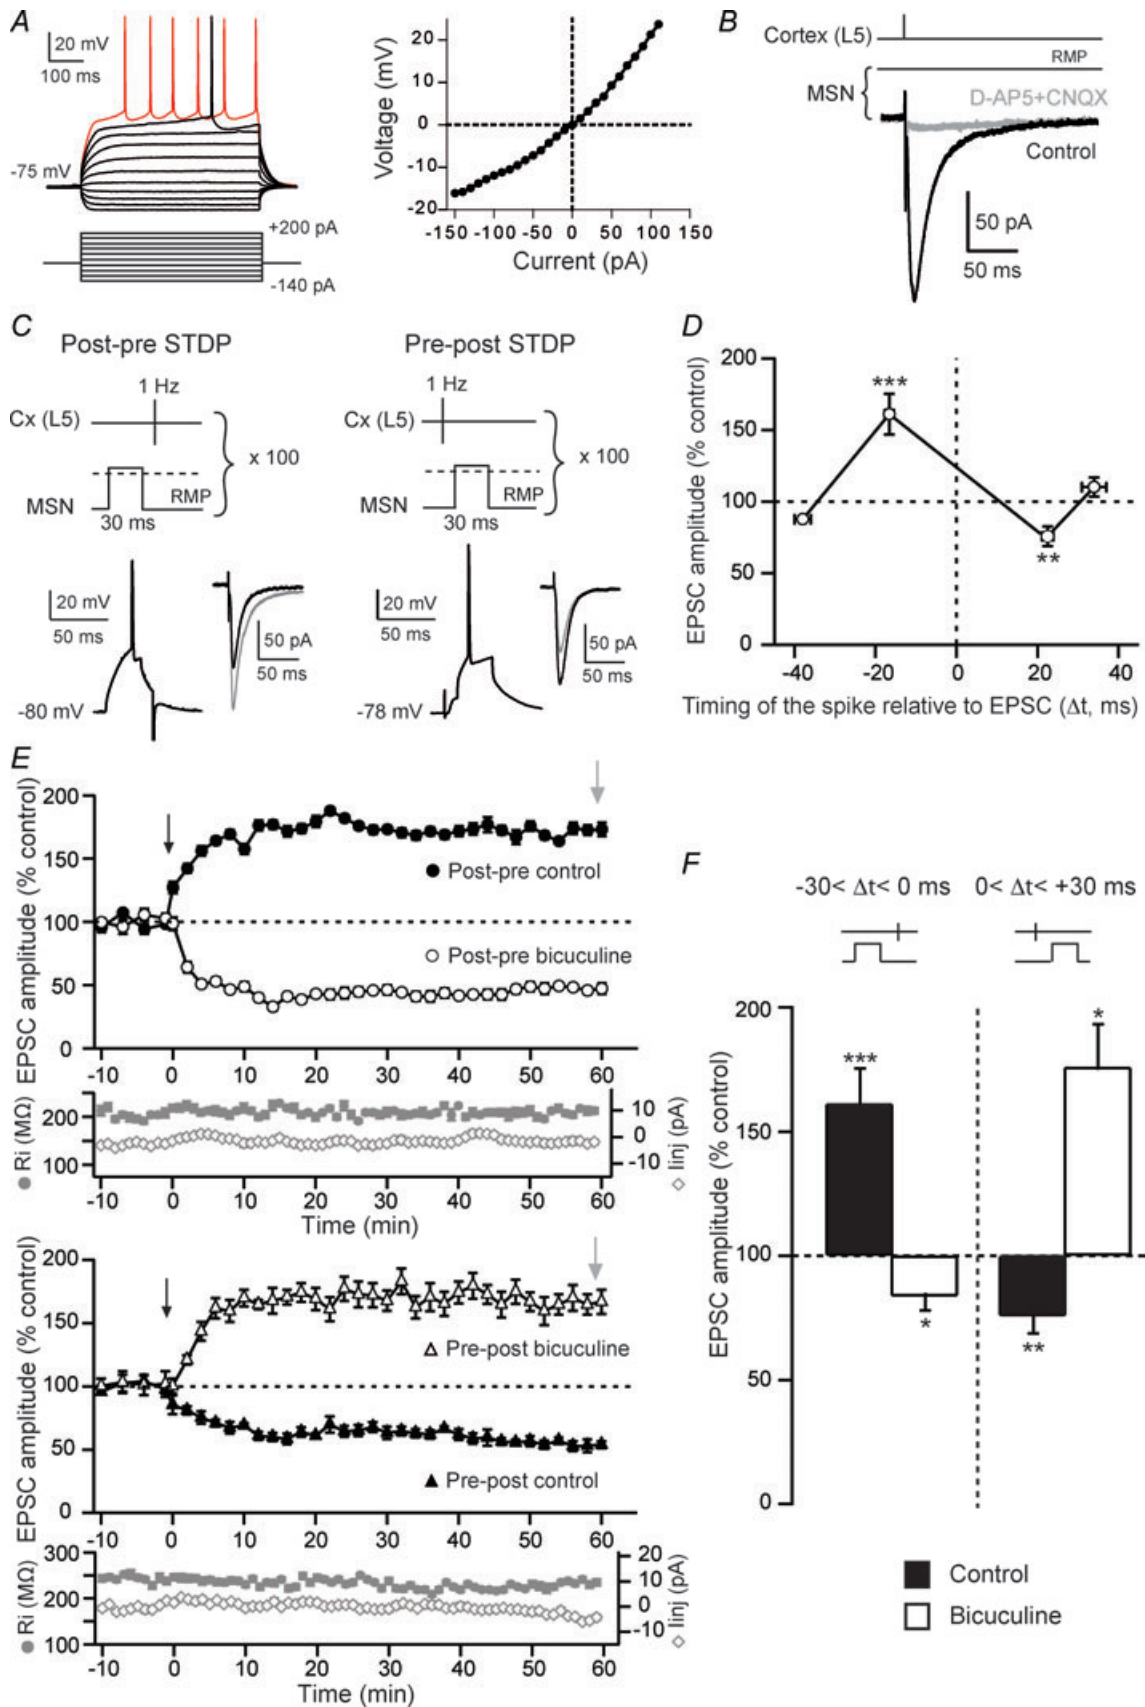 A
20 mV
100 ms
-75 mV
+200 pA
-140 pA
Voltage (mV)
20
10
0
-10
-20
-150 -100 -50 0 50 100 150
Current (pA)
B
Cortex (L5)
RMP
MSN
D-AP5+CNQX
Control
50 pA
50 ms
C
Post-pre STDP
1 Hz
Cx (L5)
x 100
MSN
RMP
30 ms
20 mV
50 ms
50 pA
50 ms
-80 mV
Pre-post STDP
1 Hz
Cx (L5)
x 100
MSN
RMP
30 ms
20 mV
50 ms
50 pA
50 ms
-78 mV
D
EPSC amplitude (% control)
200
150
100
50
0
***
**
-40 -20 0 20 40
Timing of the spike relative to EPSC (Δt, ms)
E
EPSC amplitude (% control)
200
150
100
50
0
Post-pre control
Post-pre bicuculine
-10 0 10 20 30 40 50 60
Ri (MΩ)
200
100
10
0
-10
Iinj (pA)
-10 0 10 20 30 40 50 60
Time (min)
EPSC amplitude (% control)
200
150
100
50
0
Pre-post bicuculine
Pre-post control
-10 0 10 20 30 40 50 60
Ri (MΩ)
300
200
100
20
10
0
-10
Iinj (pA)
-10 0 10 20 30 40 50 60
Time (min)
F
-30< Δt< 0 ms
0< Δt< +30 ms
EPSC amplitude (% control)
200
150
100
50
0
***
*
**
*
Control
Bicuculine